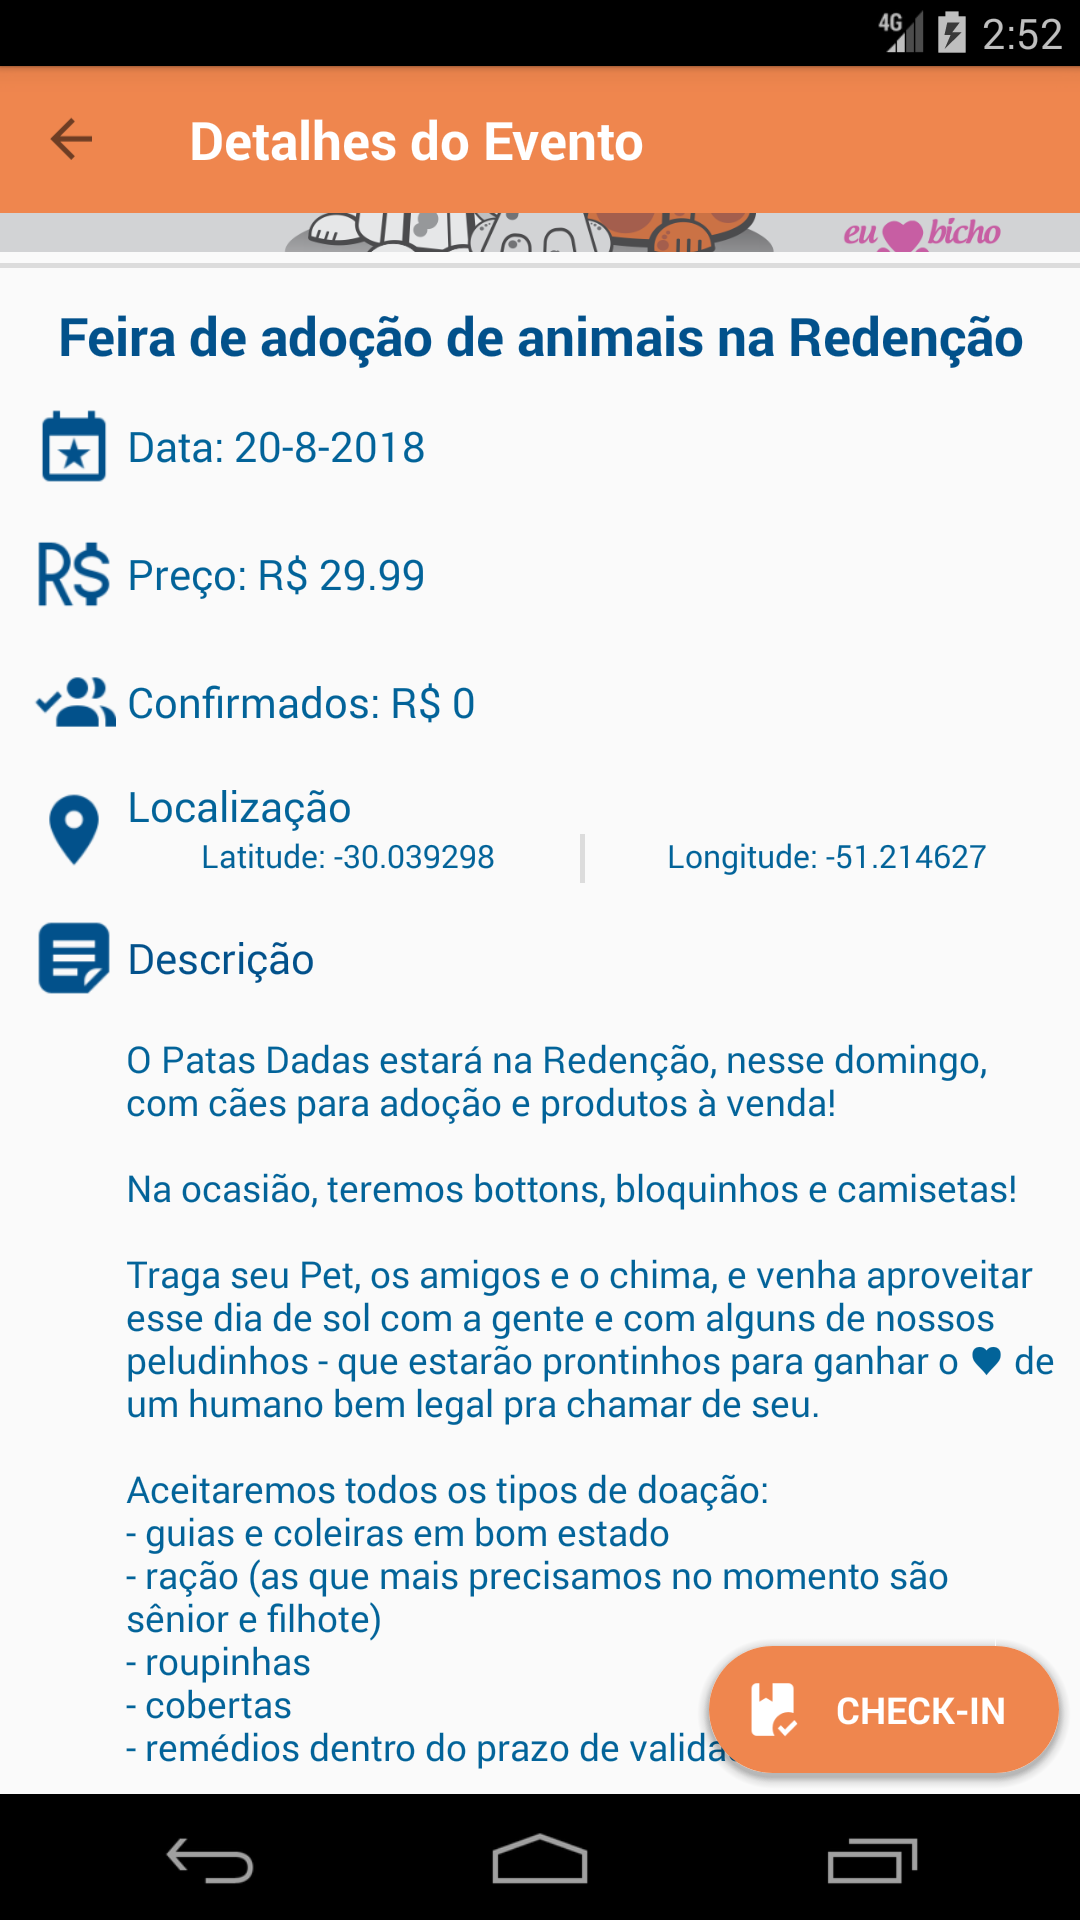 4G 2:52
Detalhes do Evento
eu bicho
Feira de adoção de animais na Redenção
Data: 20-8-2018
R$ Preço: R$ 29.99
Confirmados: R$ 0
Localização
Latitude: -30.039298 Longitude: -51.214627
Descrição
O Patas Dadas estará na Redenção, nesse domingo,
com cães para adoção e produtos à venda!
Na ocasião, teremos bottons, bloquinhos e camisetas!
Traga seu Pet, os amigos e o chima, e venha aproveitar
esse dia de sol com a gente e com alguns de nossos
peludinhos - que estarão prontinhos para ganhar o ♥ de
um humano bem legal pra chamar de seu.
Aceitaremos todos os tipos de doação:
- guias e coleiras em bom estado
- ração (as que mais precisamos no momento são
sênior e filhote)
- roupinhas
- cobertas
- remédios dentro do prazo de
CHECK-IN